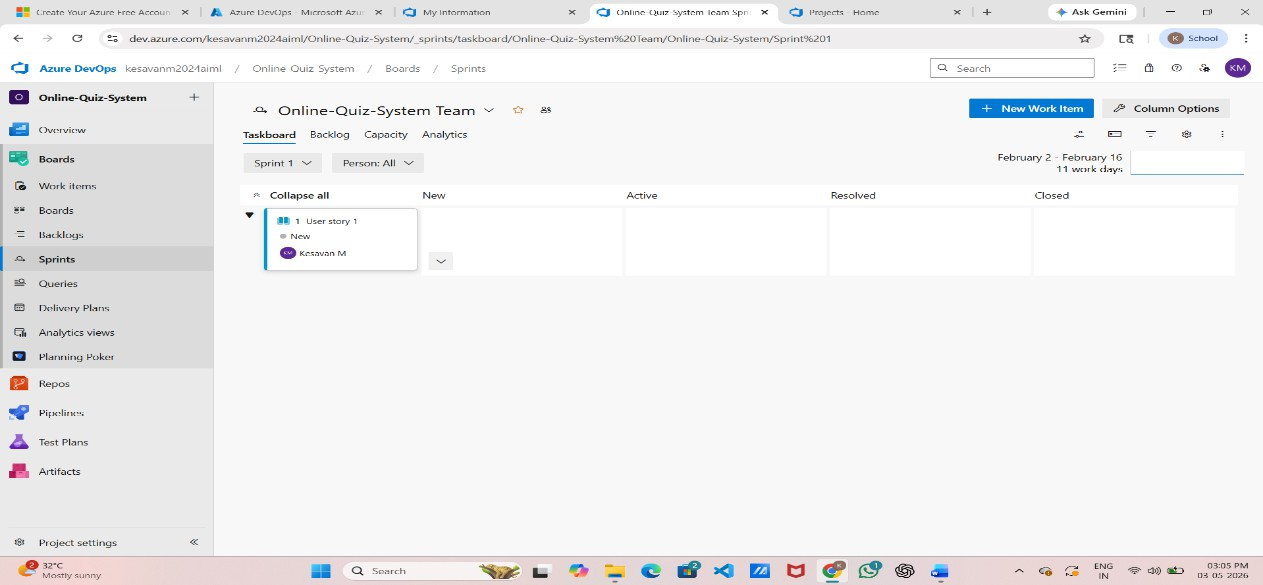 Create Your Azure Free Accoun
Azure DevOps - Microsoft Azu
My Information
Online-Quiz-System Team Spri
Projects - Home
Ask Gemini
dev.azure.com/kesavanm2024aiml/Online-Quiz-System/_sprints/taskboard/Online-Quiz-System%20Team/Online-Quiz-System/Sprint%201
K School
Azure DevOps kesavanm2024aiml / Online-Quiz-System / Boards / Sprints
Search
KM
O Online-Quiz-System
Overview
Boards
Work items
Boards
Backlogs
Sprints
Queries
Delivery Plans
Analytics views
Planning Poker
Repos
Pipelines
Test Plans
Artifacts
Project settings
Online-Quiz-System Team
New Work Item
Column Options
Taskboard Backlog Capacity Analytics
Sprint 1
Person: All
February 2 - February 16
11 work days
Collapse all New Active Resolved Closed
1 User story 1
New
KM Kesavan M
2
32°C
Mostly sunny
Search
2
K
1
ENG
IN
03:05 PM
03-05-2026